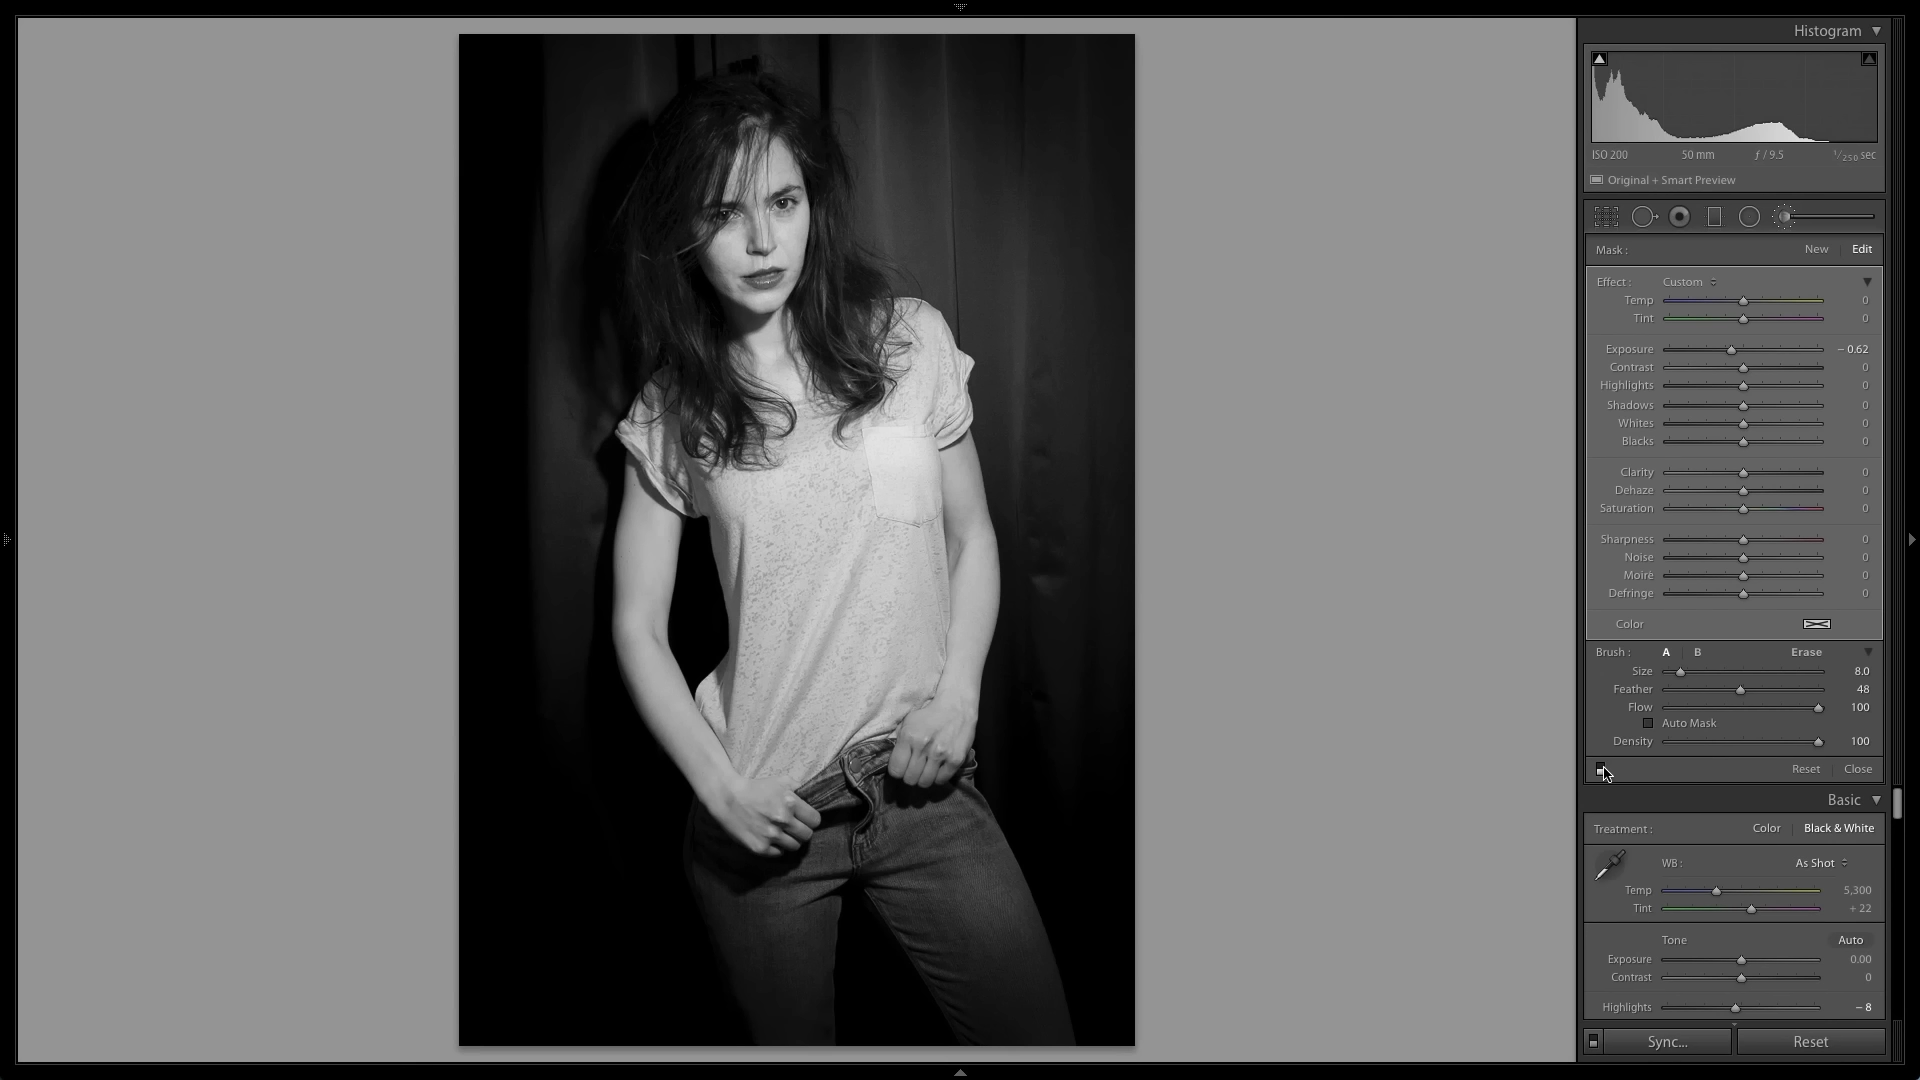 Histogram
ISO 200 50 mm ƒ / 9.5 1/250 sec
Original + Smart Preview
Mask : New Edit
Effect : Custom
Temp 0
Tint 0
Exposure – 0.62
Contrast 0
Highlights 0
Shadows 0
Whites 0
Blacks 0
Clarity 0
Dehaze 0
Saturation 0
Sharpness 0
Noise 0
Moiré 0
Defringe 0
Color
Brush : A B Erase
Size 8.0
Feather 48
Flow 100
Auto Mask
Density 100
Reset Close
Basic
Treatment : Color Black & White
WB : As Shot
Temp 5,300
Tint + 22
Tone Auto
Exposure 0.00
Contrast 0
Highlights – 8
Sync... Reset